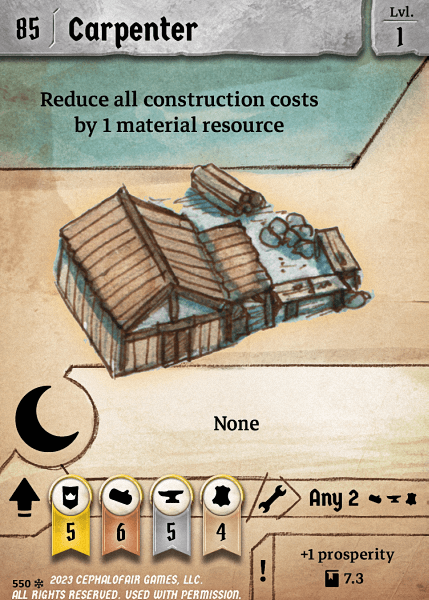 85 Carpenter
Lvl.
1
Reduce all construction costs
by 1 material resource
None
5 6 5 4
Any 2
+1 prosperity
! 7.3
550 ✲ 2023 CEPHALOFAIR GAMES, LLC.
ALL RIGHTS RESERVED. USED WITH PERMISSION.